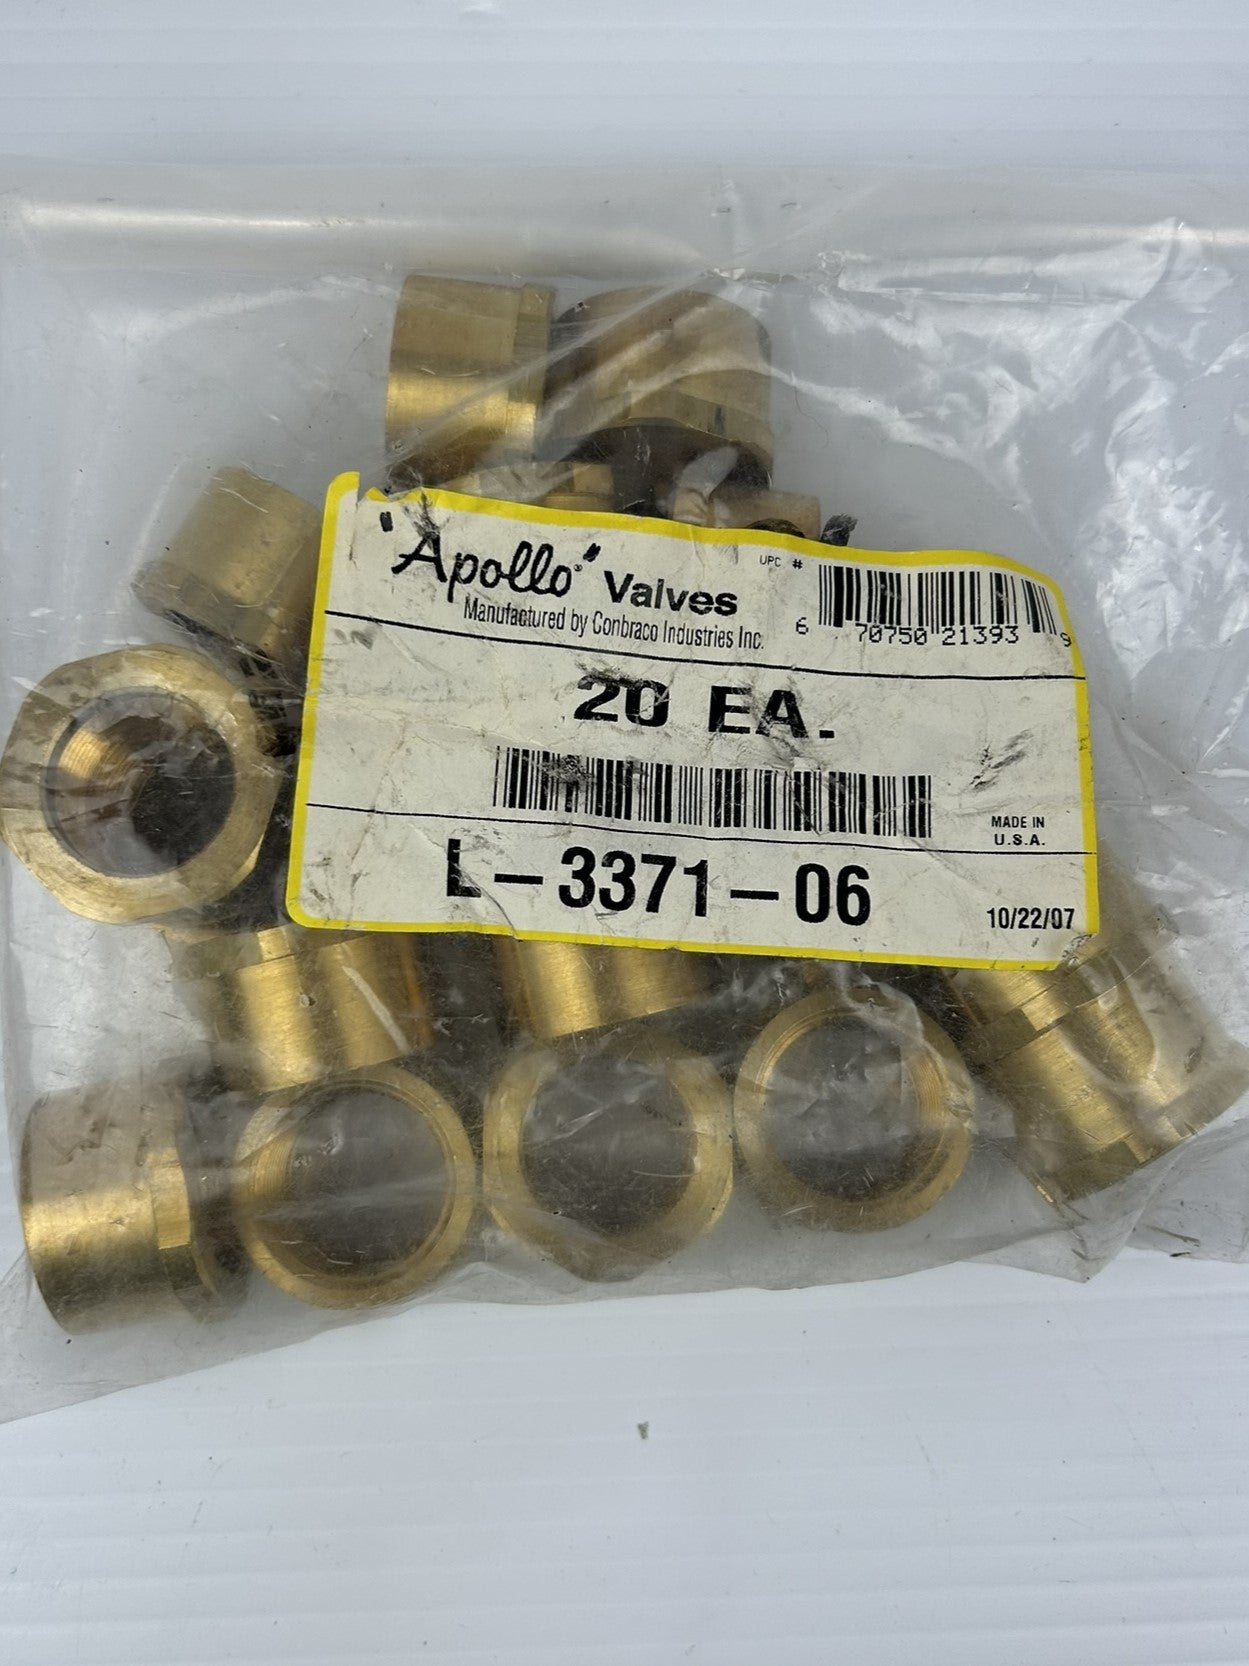 "Apollo®" Valves
Manufactured by Conbraco Industries Inc.
UPC #
6 70750 21393 9
20 EA.
MADE IN
U.S.A.
L-3371-06
10/22/07